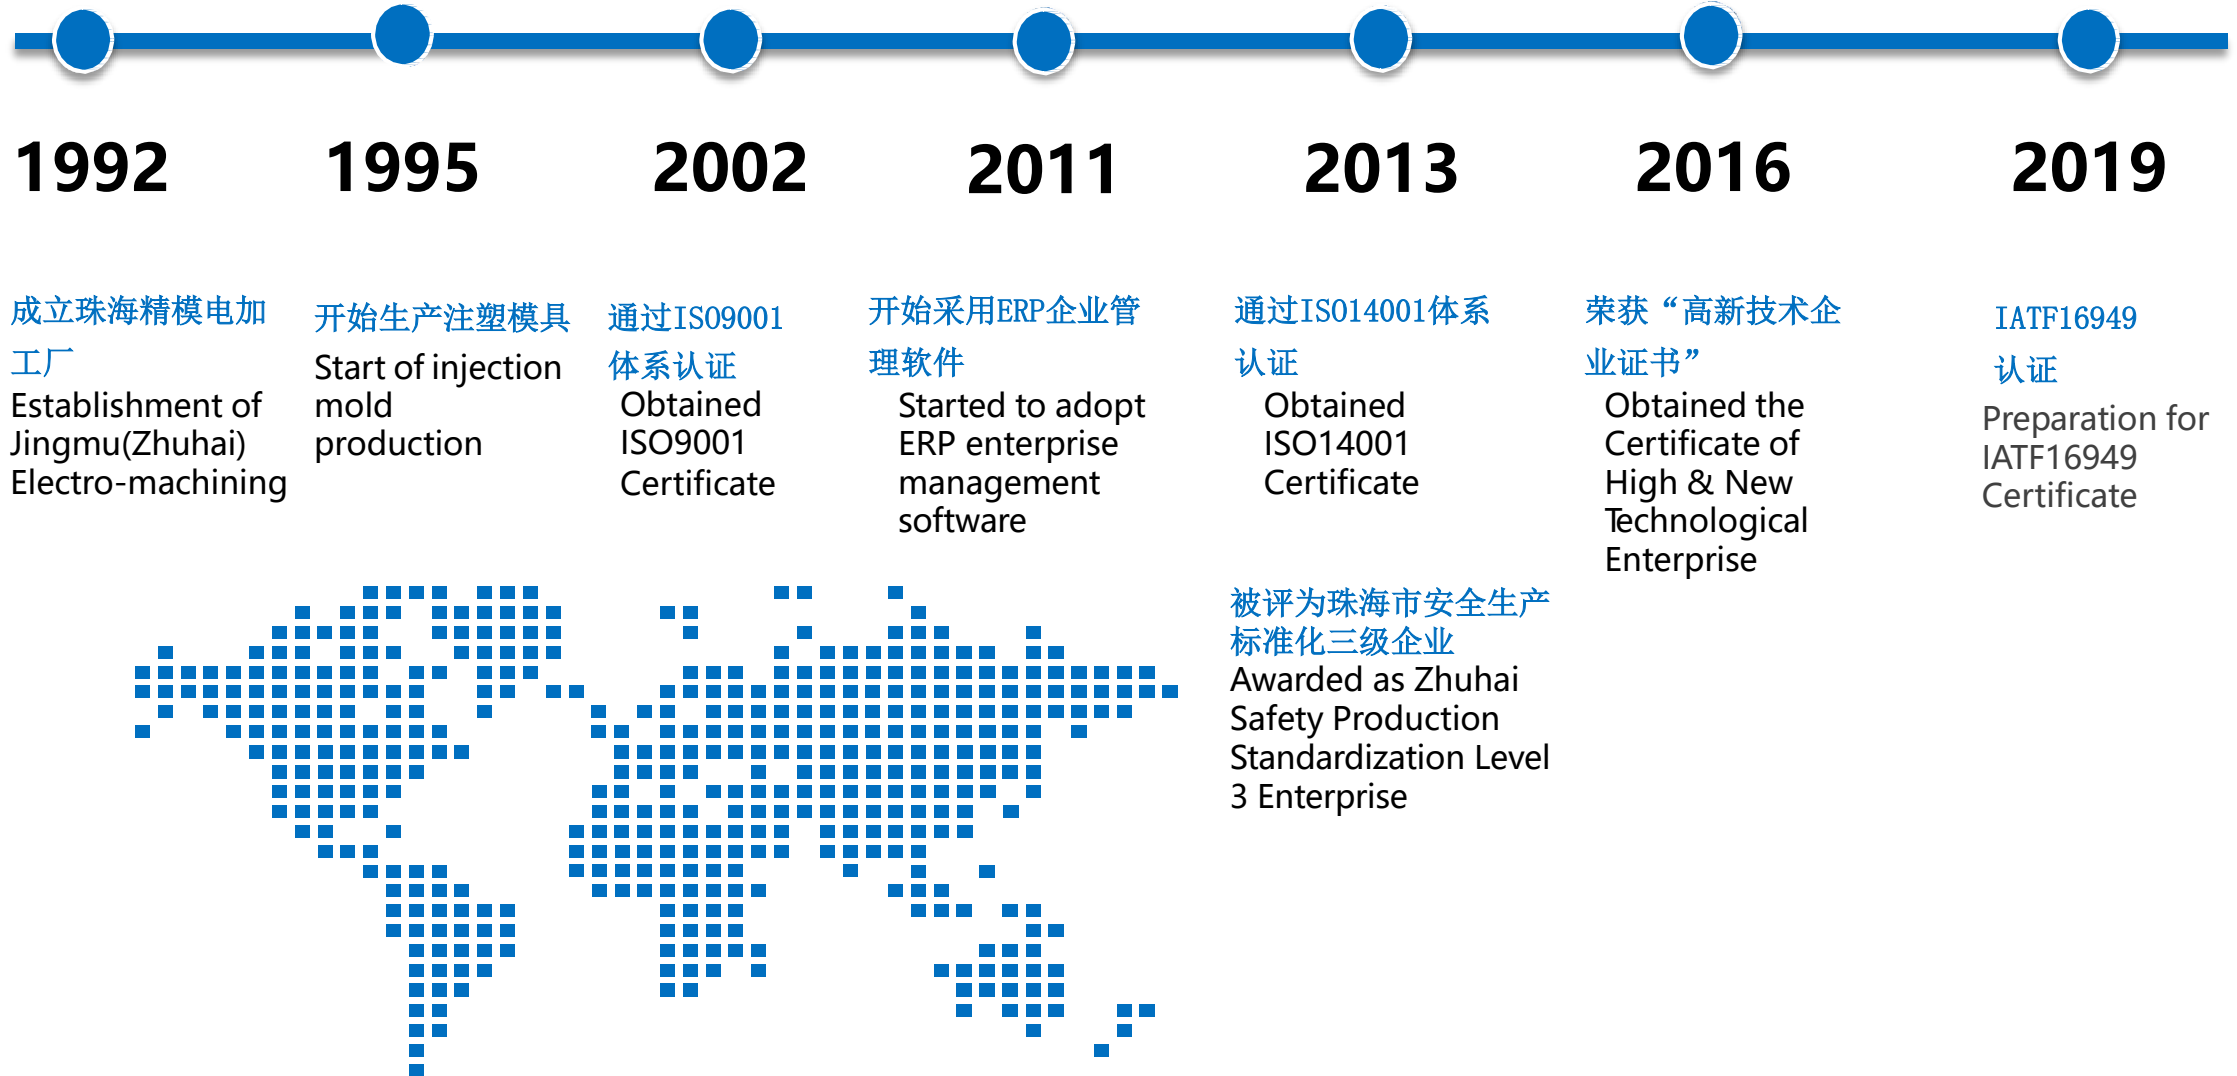 1992
1995
2002
2011
2013
2016
2019
成立珠海精模电加
工厂
Establishment of
Jingmu(Zhuhai)
Electro-machining
开始生产注塑模具
Start of injection
mold
production
通过ISO9001
体系认证
Obtained
ISO9001
Certificate
开始采用ERP企业管
理软件
Started to adopt
ERP enterprise
management
software
通过ISO14001体系
认证
Obtained
ISO14001
Certificate
被评为珠海市安全生产
标准化三级企业
Awarded as Zhuhai
Safety Production
Standardization Level
3 Enterprise
荣获“高新技术企
业证书”
Obtained the
Certificate of
High & New
Technological
Enterprise
IATF16949
认证
Preparation for
IATF16949
Certificate